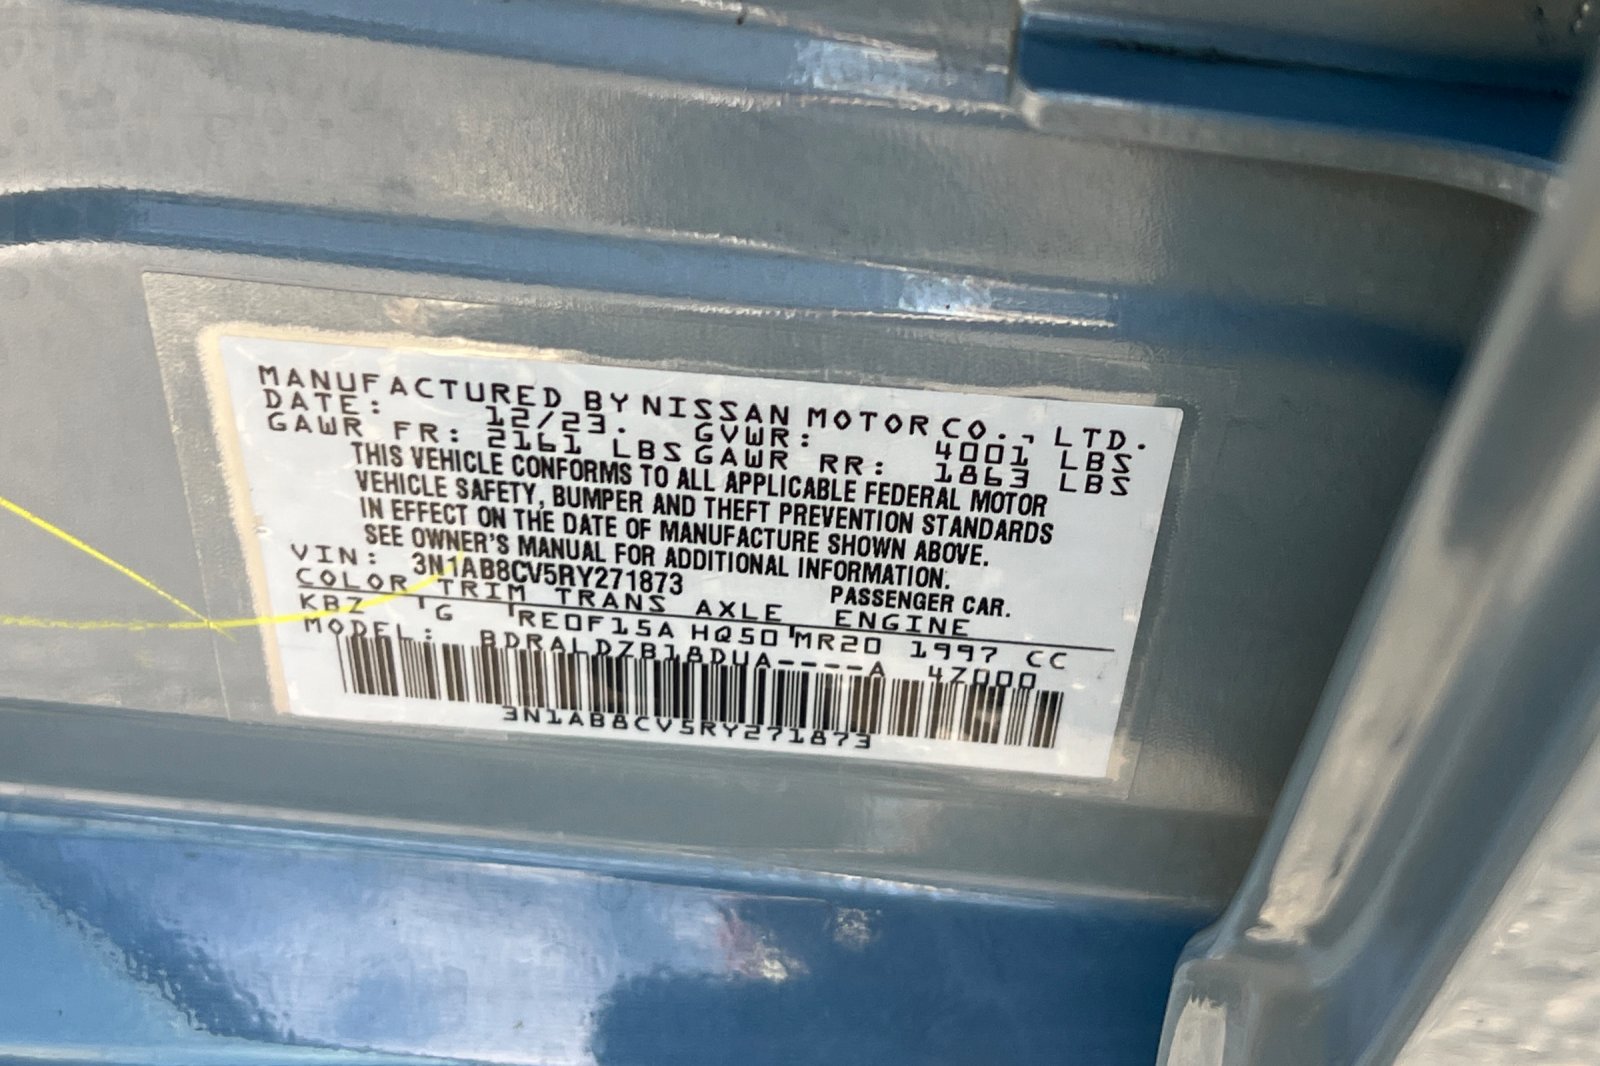 MANUFACTURED BY NISSAN MOTOR CO., LTD.
DATE: 12/23. GVWR: 4001 LBS
GAWR FR: 2161 LBS GAWR RR: 1863 LBS
THIS VEHICLE CONFORMS TO ALL APPLICABLE FEDERAL MOTOR
VEHICLE SAFETY, BUMPER AND THEFT PREVENTION STANDARDS
IN EFFECT ON THE DATE OF MANUFACTURE SHOWN ABOVE.
SEE OWNER'S MANUAL FOR ADDITIONAL INFORMATION.
VIN: 3N1AB8CV5RY271873 PASSENGER CAR.
COLOR TRIM TRANS AXLE ENGINE
KBZ G RE0F15A HQ50 MR20 1997 CC
MODEL: BDRALDZB18DUA----A 4Z000
3N1AB8CV5RY271873